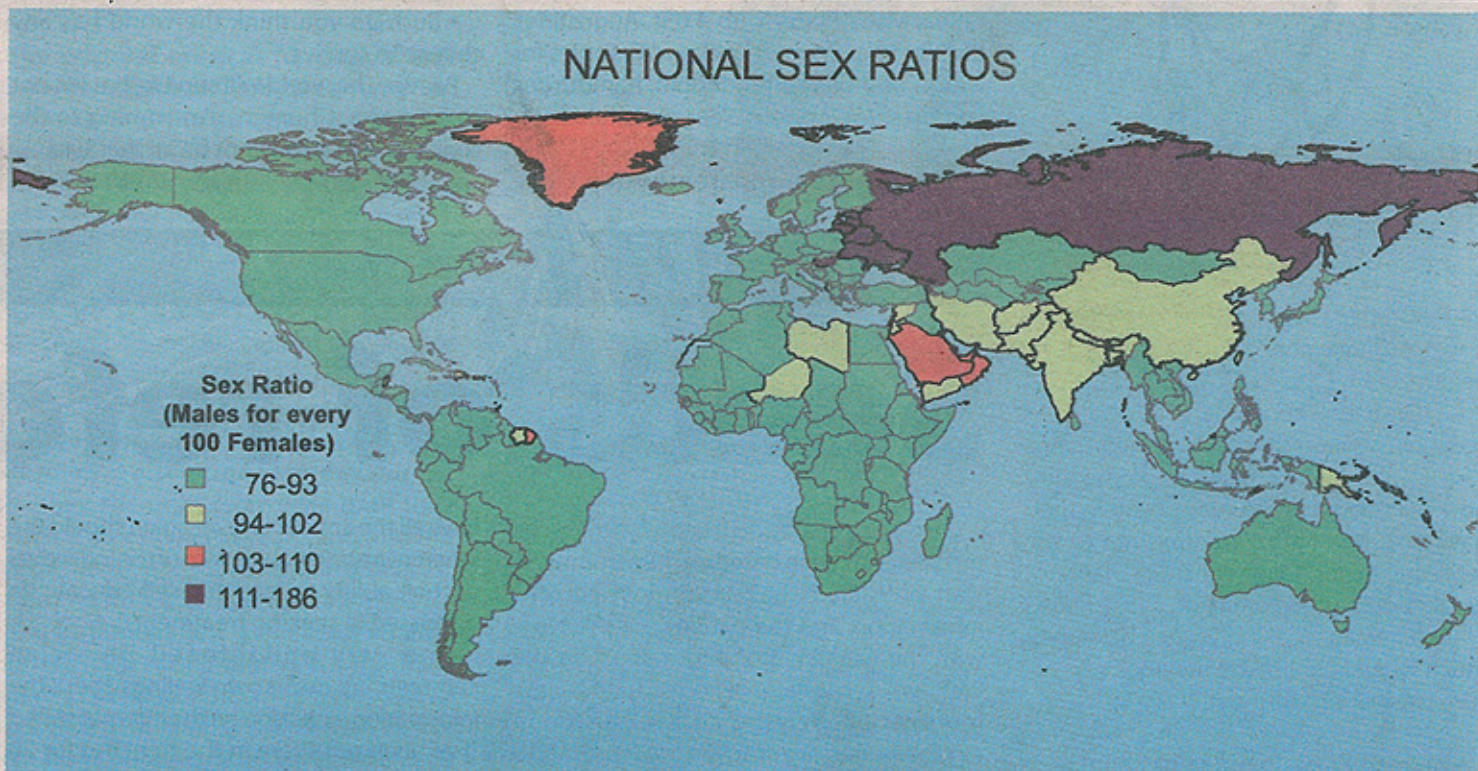 NATIONAL SEX RATIOS
Sex Ratio
(Males for every
100 Females)
76-93
94-102
103-110
111-186